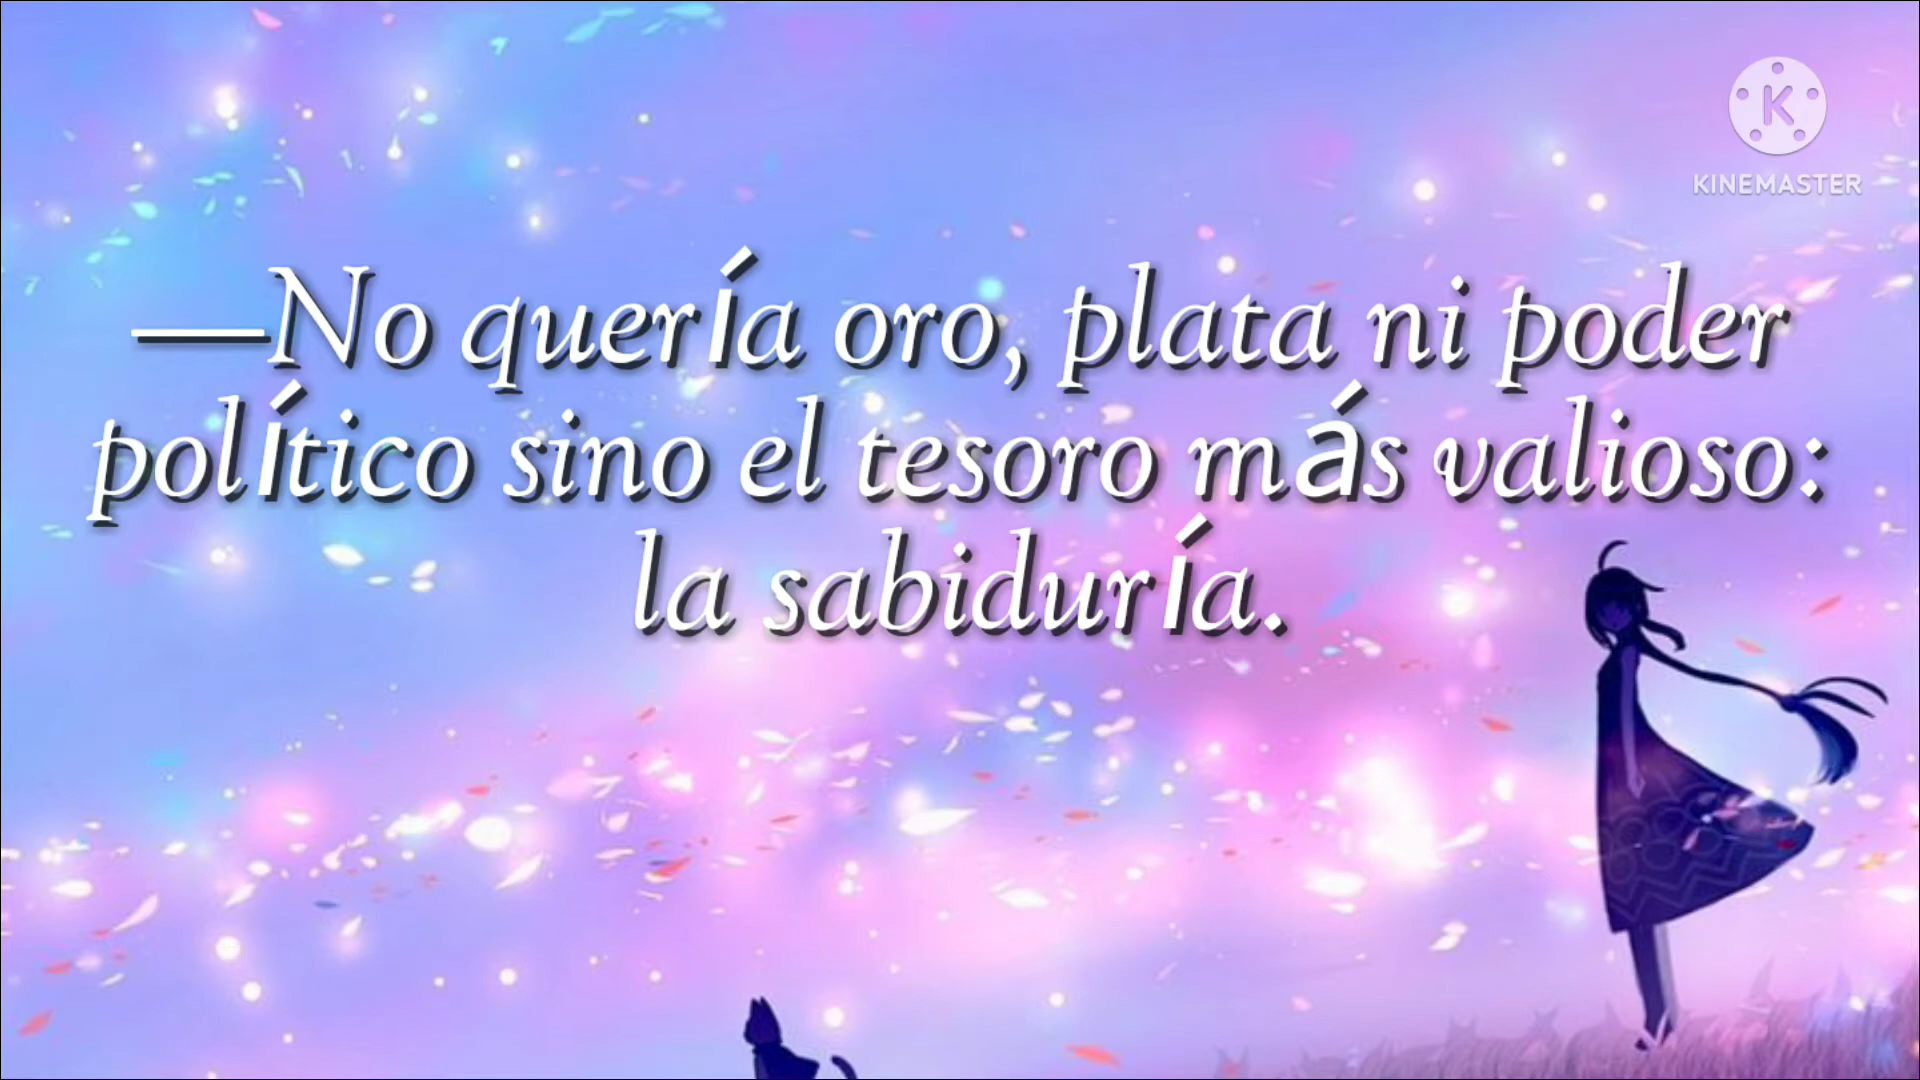 K
KINEMASTER
—No quería oro, plata ni poder
político sino el tesoro más valioso:
la sabiduría.